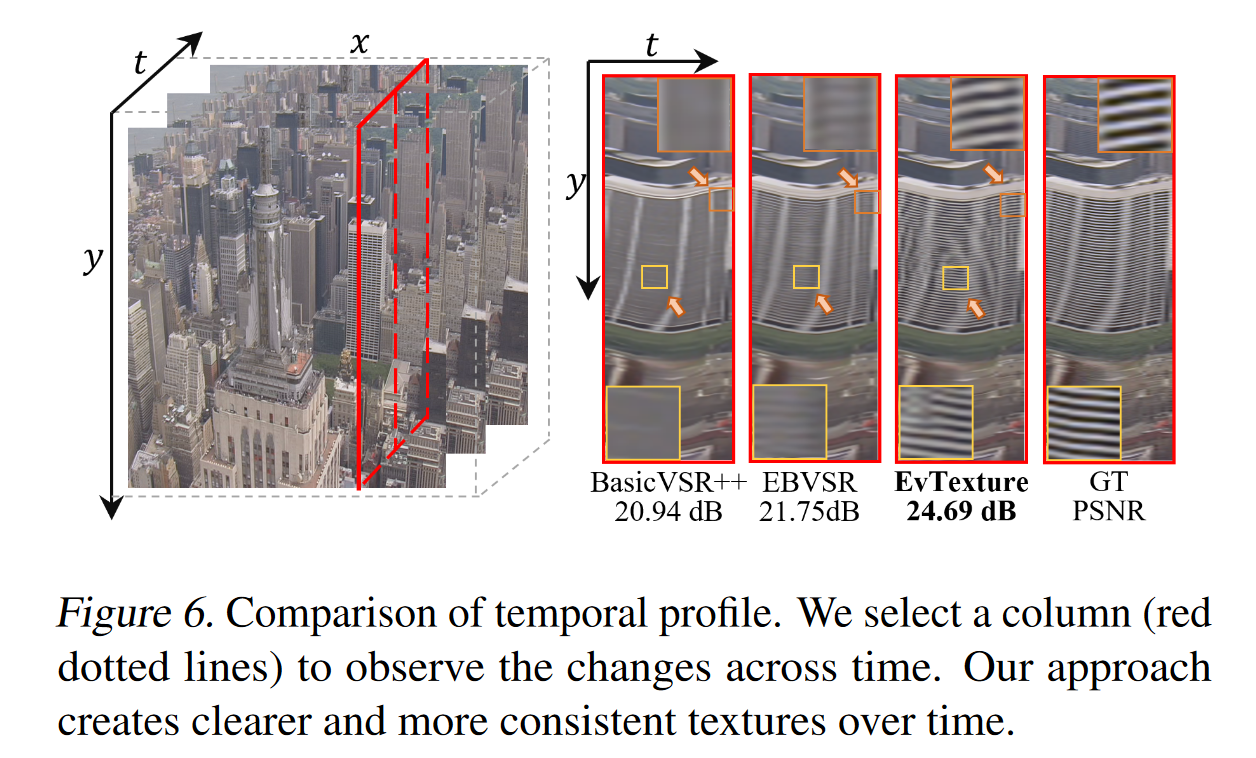 t
x
y
t
y
BasicVSR++ EBVSR EvTexture GT
20.94 dB 21.75dB 24.69 dB PSNR
Figure 6. Comparison of temporal profile. We select a column (red
dotted lines) to observe the changes across time. Our approach
creates clearer and more consistent textures over time.